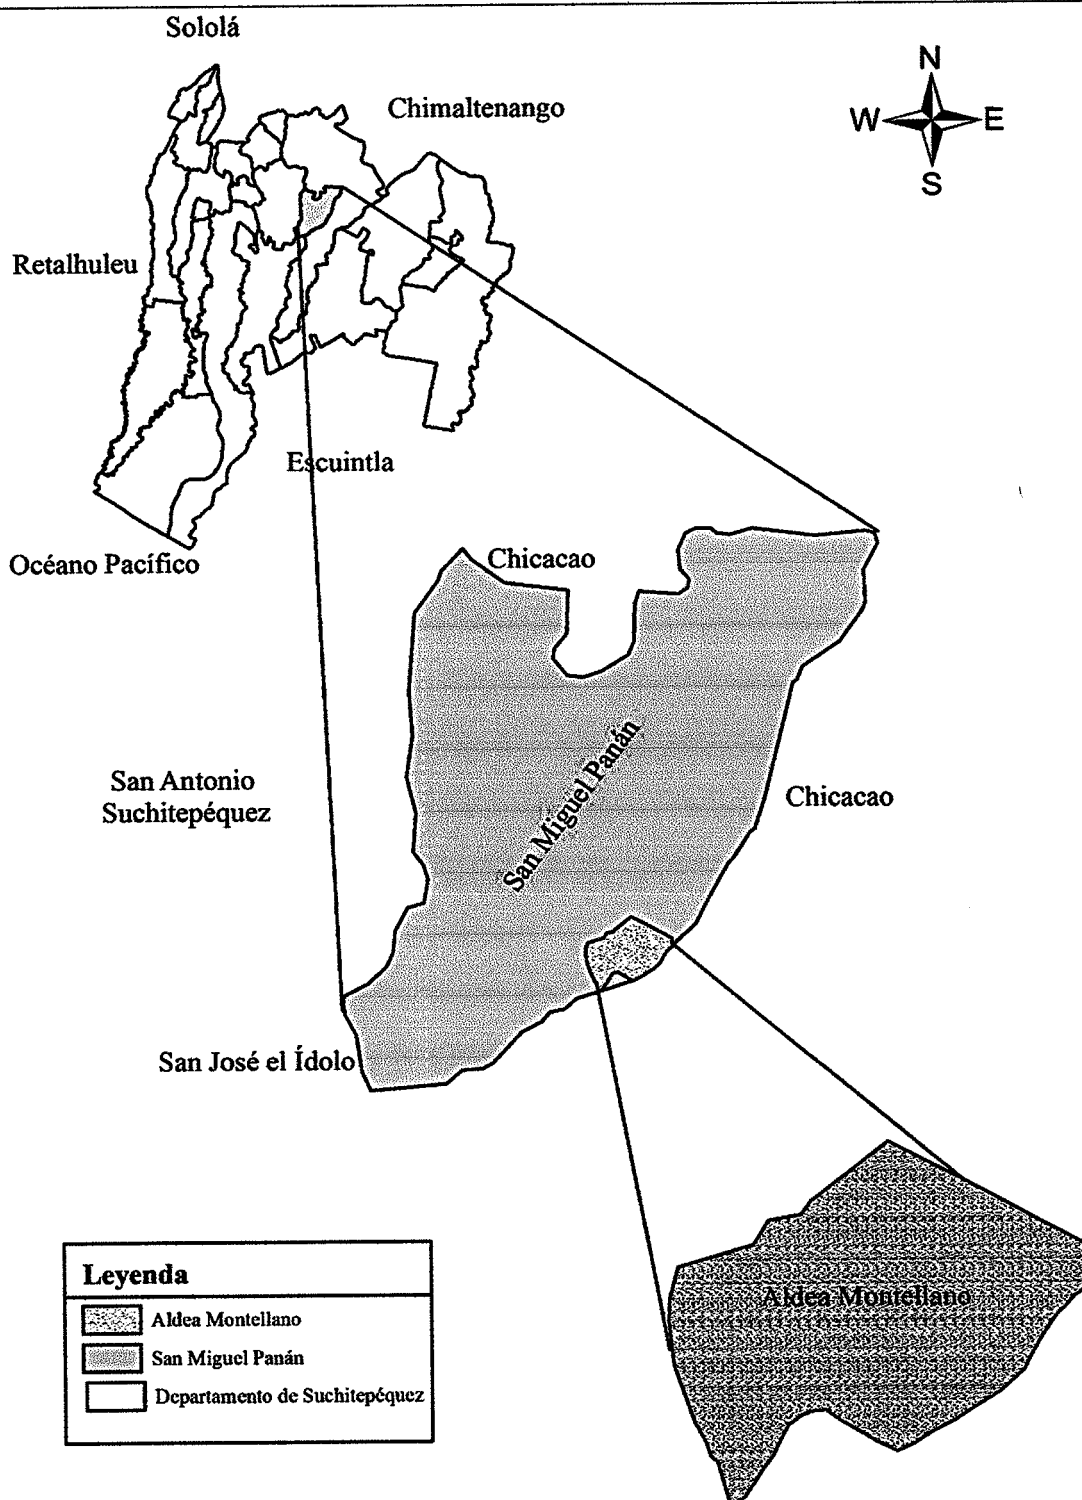 Sololá
Chimaltenango
N
W
E
S
Retalhuleu
Escuintla
Océano Pacífico
Chicacao
San Miguel Panán
San Antonio
Suchitepéquez
Chicacao
San José el Ídolo
Aldea Montellano
Leyenda
Aldea Montellano
San Miguel Panán
Departamento de Suchitepéquez